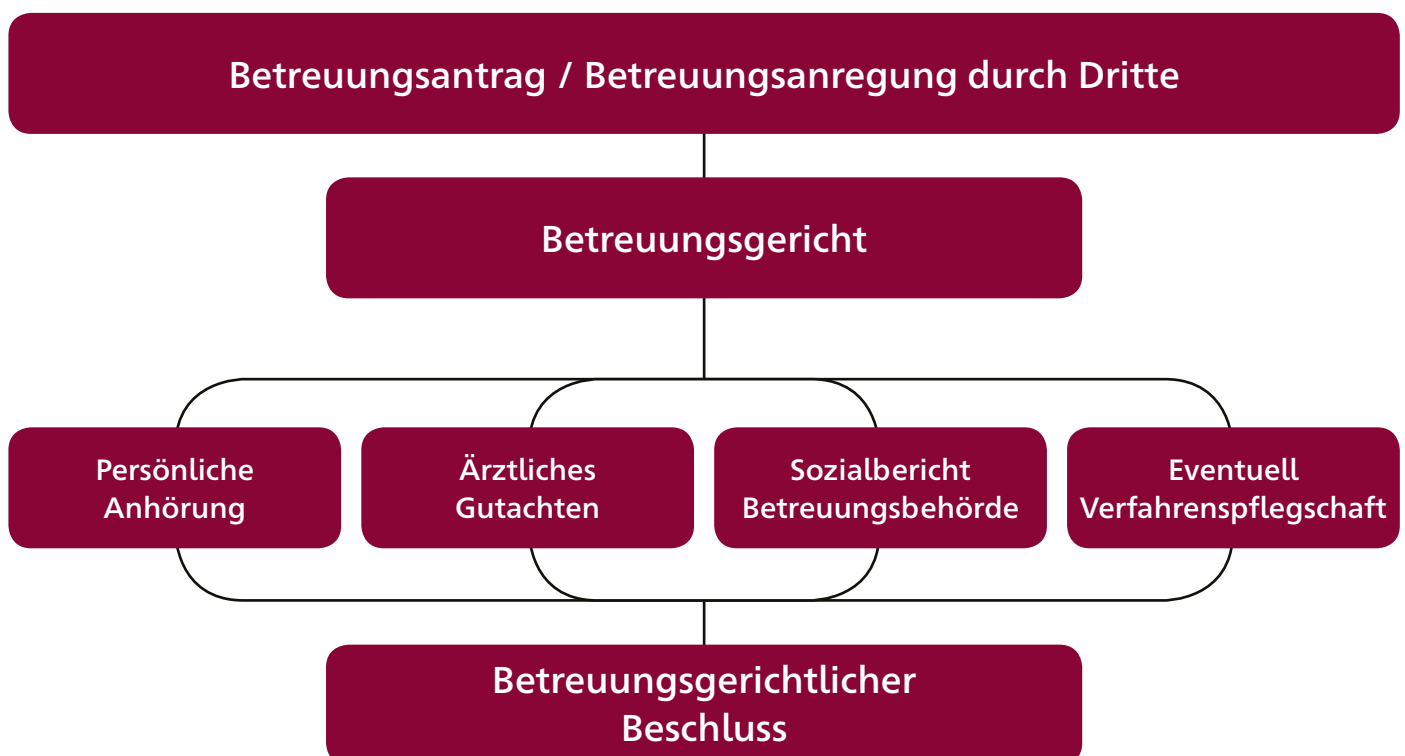 Betreuungsantrag / Betreuungsanregung durch Dritte
Betreuungsgericht
Persönliche
Anhörung
Ärztliches
Gutachten
Sozialbericht
Betreuungsbehörde
Eventuell
Verfahrenspflegschaft
Betreuungsgerichtlicher
Beschluss